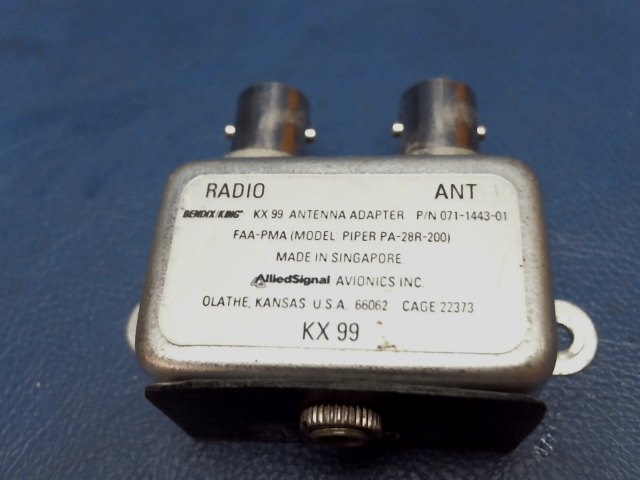 RADIO ANT
BENDIX/KING KX 99 ANTENNA ADAPTER P/N 071-1443-01
FAA-PMA (MODEL PIPER PA-28R-200)
MADE IN SINGAPORE
AlliedSignal AVIONICS INC.
OLATHE, KANSAS U.S.A. 66062 CAGE 22373
KX 99